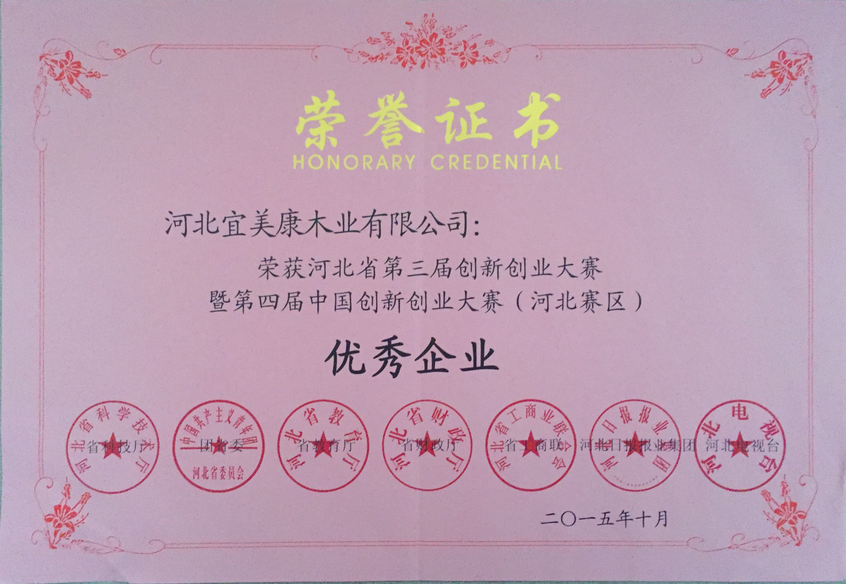 荣誉证书
HONORARY CREDENTIAL
河北宜美康木业有限公司：
荣获河北省第三届创新创业大赛
暨第四届中国创新创业大赛（河北赛区）
优秀企业
河北省科学技术厅
省科技厅
中国共产主义青年团
团省委
河北省委员会
河北省教育厅
省教育厅
河北省财政厅
省财政厅
河北省工商业联合会
省工商联
河北日报报业集团
河北日报报业集团
河北电视台
河北电视台
二〇一五年十月